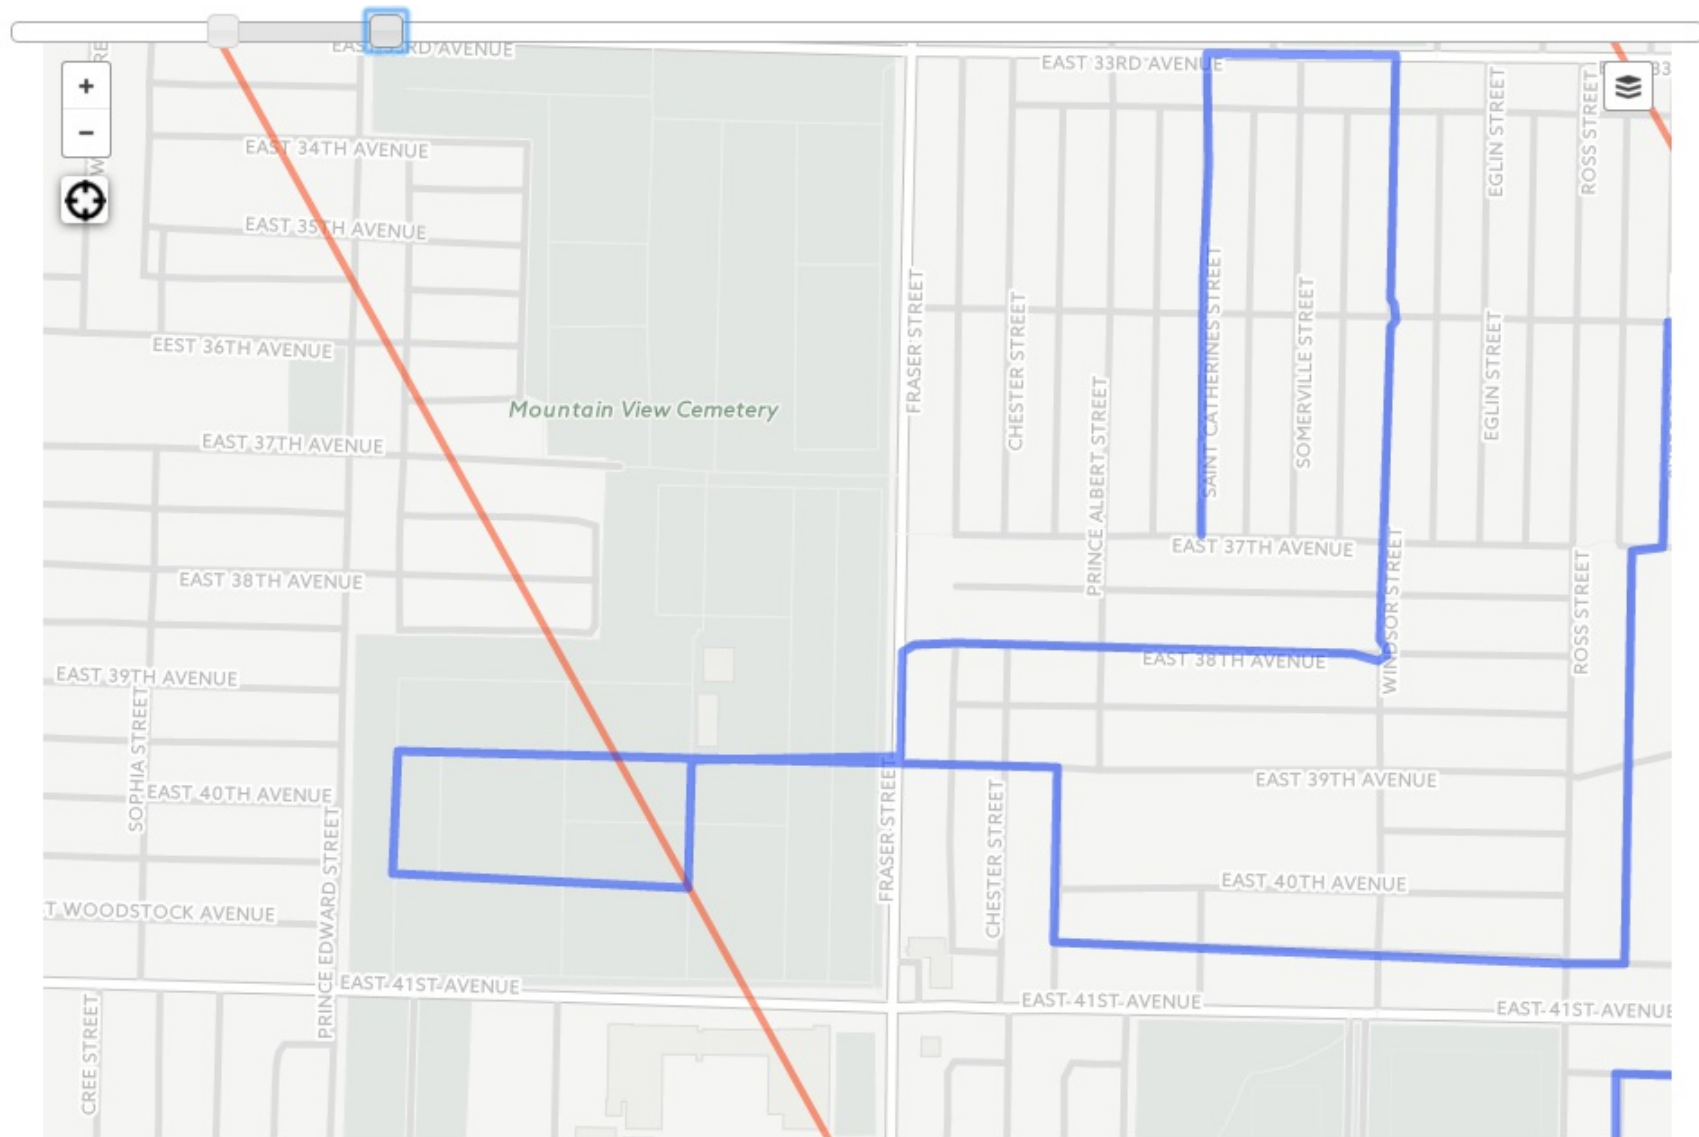 EAST 33RD AVENUE
EAST 33RD AVENUE
EAST 34TH AVENUE
EGLIN STREET
ROSS STREET
EAST 35TH AVENUE
EEST 36TH AVENUE
FRASER STREET
CHESTER STREET
SAINT CATHERINES STREET
SOMERVILLE STREET
EGLIN STREET
Mountain View Cemetery
EAST 37TH AVENUE
PRINCE ALBERT STREET
EAST 37TH AVENUE
EAST 38TH AVENUE
WINDSOR STREET
ROSS STREET
EAST 38TH AVENUE
EAST 39TH AVENUE
SOPHIA STREET
EAST 39TH AVENUE
EAST 40TH AVENUE
FRASER STREET
CHESTER STREET
EAST 40TH AVENUE
T WOODSTOCK AVENUE
PRINCE EDWARD STREET
EAST 41ST AVENUE
EAST 41ST AVENUE
EAST 41ST AVENUE
CREE STREET